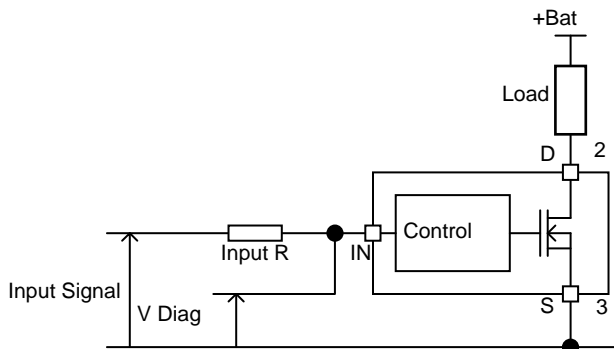 +Bat
Load
D 2
Control
Input R IN
Input Signal
V Diag
S 3